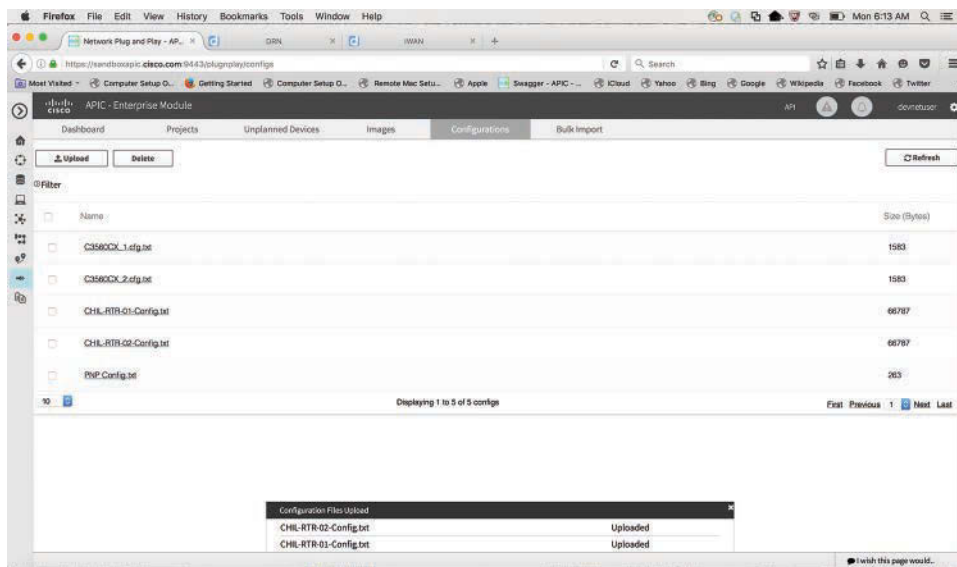 Firefox File Edit View History Bookmarks Tools Window Help Mon 6:13 AM
Network Plug and Play - AP... × DRN × IWAN × +
https://sandboxapic.cisco.com:9443/plugnplay/configs Search
Most Visited Computer Setup O... Getting Started Computer Setup O... Remote Mac Setu... Apple Swagger - APIC - ... iCloud Yahoo Bing Google Wikipedia Facebook Twitter
cisco APIC - Enterprise Module API devnetuser
Dashboard Projects Unplanned Devices Images Configurations Bulk Import
Upload Delete Refresh
Filter
Name Size (Bytes)
C3560CX_1.cfg.txt 1583
C3560CX_2.cfg.txt 1583
CHIL-RTR-01-Config.txt 66787
CHIL-RTR-02-Config.txt 66787
PNP Config.txt 263
10 Displaying 1 to 5 of 5 configs First Previous 1 Next Last
Configuration Files Upload ×
CHIL-RTR-02-Config.txt Uploaded
CHIL-RTR-01-Config.txt Uploaded
I wish this page would..